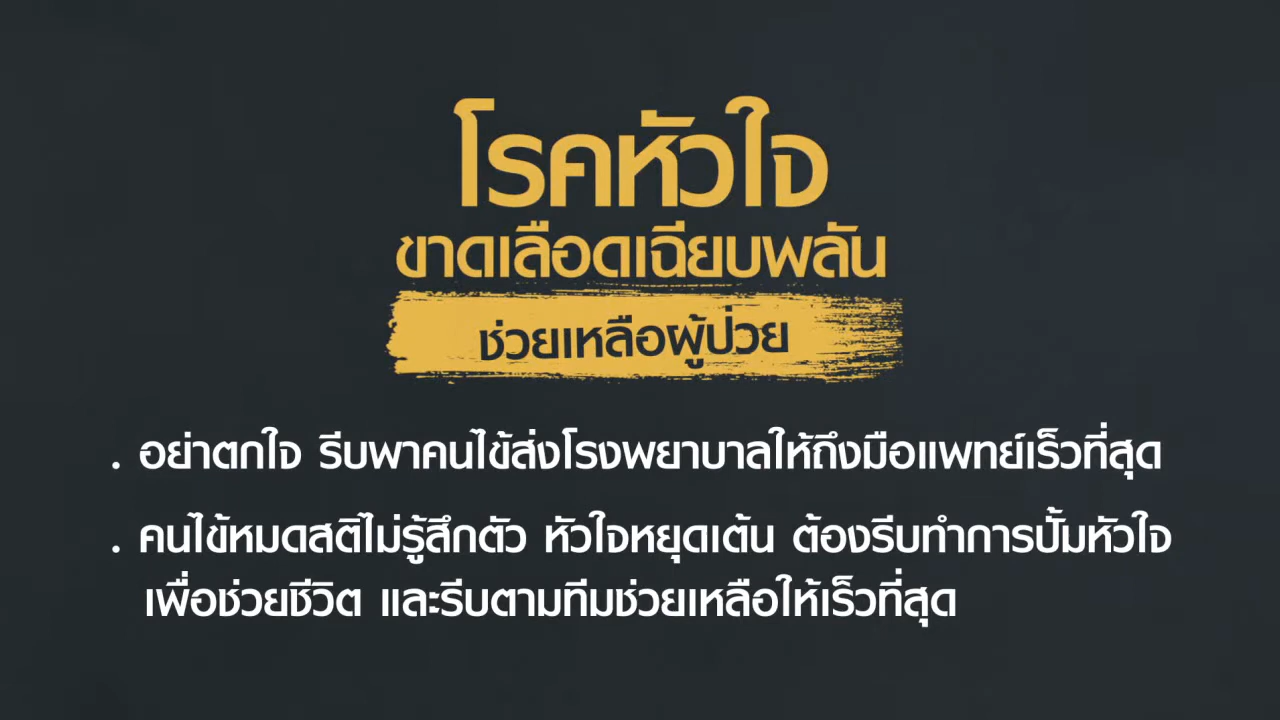 โรคหัวใจ
ขาดเลือดเฉียบพลัน
ช่วยเหลือผู้ป่วย
. อย่าตกใจ รีบพาคนไข้ส่งโรงพยาบาลให้ถึงมือแพทย์เร็วที่สุด
. คนไข้หมดสติไม่รู้สึกตัว หัวใจหยุดเต้น ต้องรีบทำการปั้มหัวใจ
เพื่อช่วยชีวิต และรีบตามทีมช่วยเหลือให้เร็วที่สุด